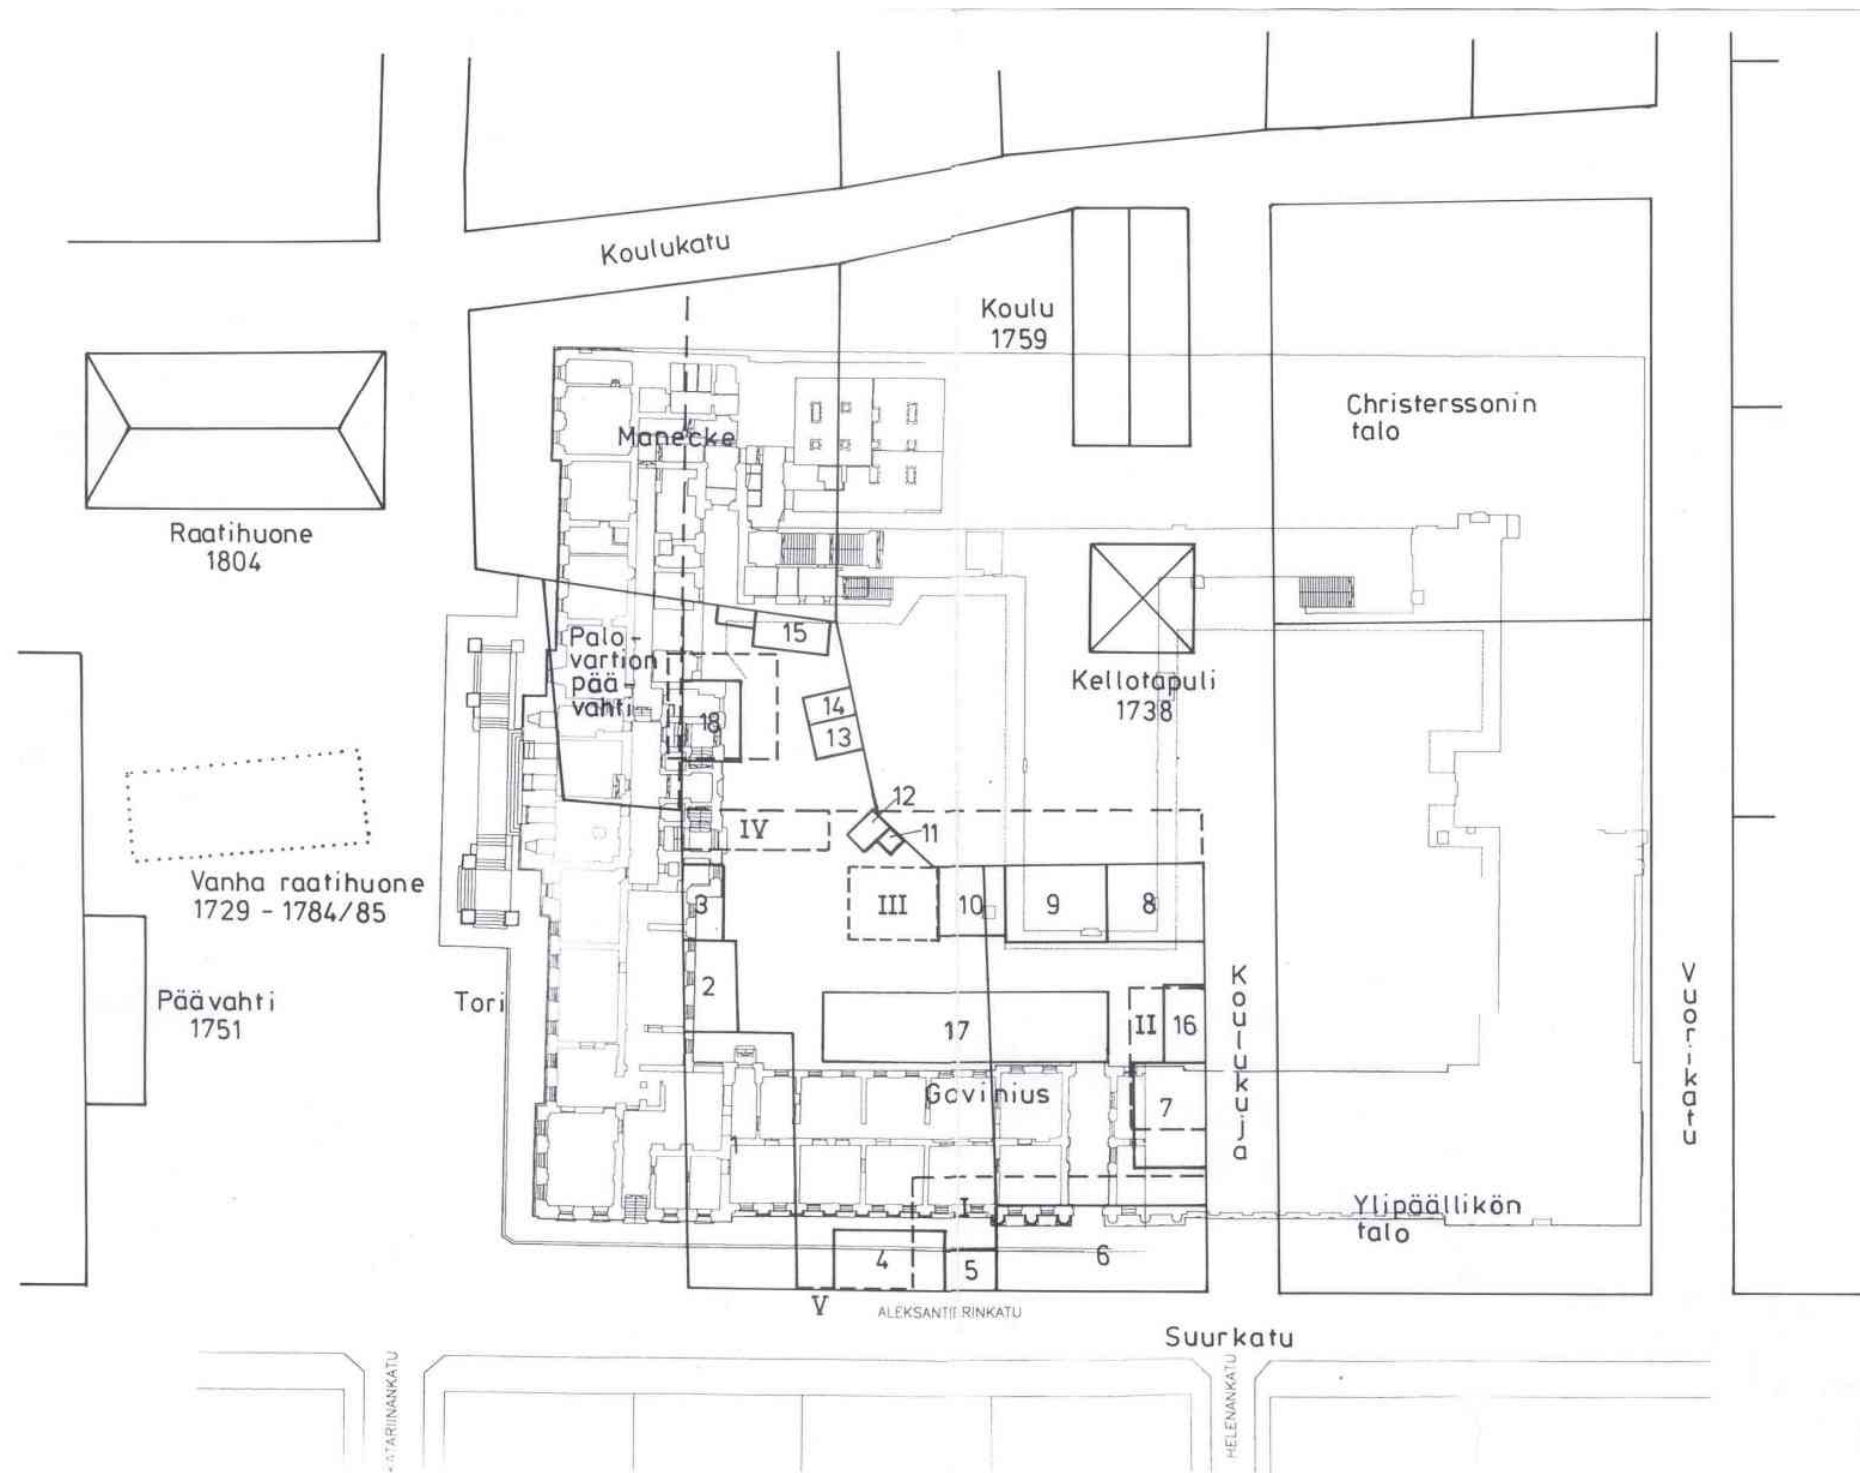 Koulukatu
Koulu
1759
Christerssonin
talo
Manecke
Raatihuone
1804
15
Palo-
vartion
pää-
vahti
18
14
13
Kellotapuli
1738
12
11
IV
Vanha raatihuone
1729 - 1784/85
3
III
10
9
8
Päävahti
1751
Tori
2
17
II
16
Koulukuja
Vuorikatu
Govinius
7
I
Ylipäällikön
talo
4
5
6
V
ALEKSANTERINKATU
Suurkatu
KATARIINANKATU
HELENANKATU